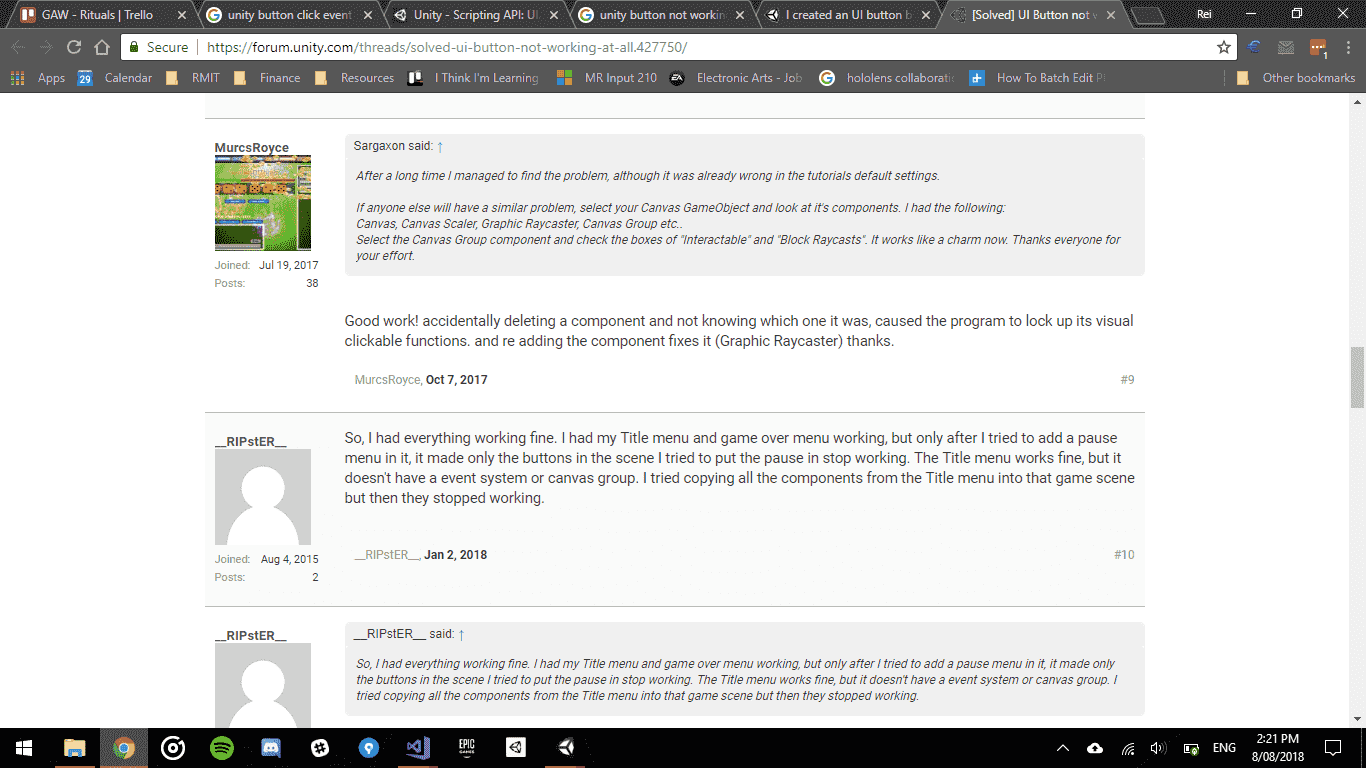 GAW - Rituals | Trello
unity button click event
Unity - Scripting API: UI
unity button not workin
I created an UI button b
[Solved] UI Button not w
Rei
Secure
https://forum.unity.com/threads/solved-ui-button-not-working-at-all.427750/
Apps
29
Calendar
RMIT
Finance
Resources
I Think I'm Learning
MR Input 210
Electronic Arts - Job
hololens collaborati
How To Batch Edit P
Other bookmarks
MurcsRoyce
Joined: Jul 19, 2017
Posts: 38
Sargaxon said: ↑
After a long time I managed to find the problem, although it was already wrong in the tutorials default settings.
If anyone else will have a similar problem, select your Canvas GameObject and look at it's components. I had the following:
Canvas, Canvas Scaler, Graphic Raycaster, Canvas Group etc..
Select the Canvas Group component and check the boxes of "Interactable" and "Block Raycasts". It works like a charm now. Thanks everyone for
your effort.
Good work! accidentally deleting a component and not knowing which one it was, caused the program to lock up its visual
clickable functions. and re adding the component fixes it (Graphic Raycaster) thanks.
MurcsRoyce, Oct 7, 2017
#9
__RIPstER__
Joined: Aug 4, 2015
Posts: 2
So, I had everything working fine. I had my Title menu and game over menu working, but only after I tried to add a pause
menu in it, it made only the buttons in the scene I tried to put the pause in stop working. The Title menu works fine, but it
doesn't have a event system or canvas group. I tried copying all the components from the Title menu into that game scene
but then they stopped working.
__RIPstER__, Jan 2, 2018
#10
__RIPstER__
__RIPstER__ said: ↑
So, I had everything working fine. I had my Title menu and game over menu working, but only after I tried to add a pause menu in it, it made only
the buttons in the scene I tried to put the pause in stop working. The Title menu works fine, but it doesn't have a event system or canvas group. I
tried copying all the components from the Title menu into that game scene but then they stopped working.
EPIC
GAMES
ENG
2:21 PM
8/08/2018